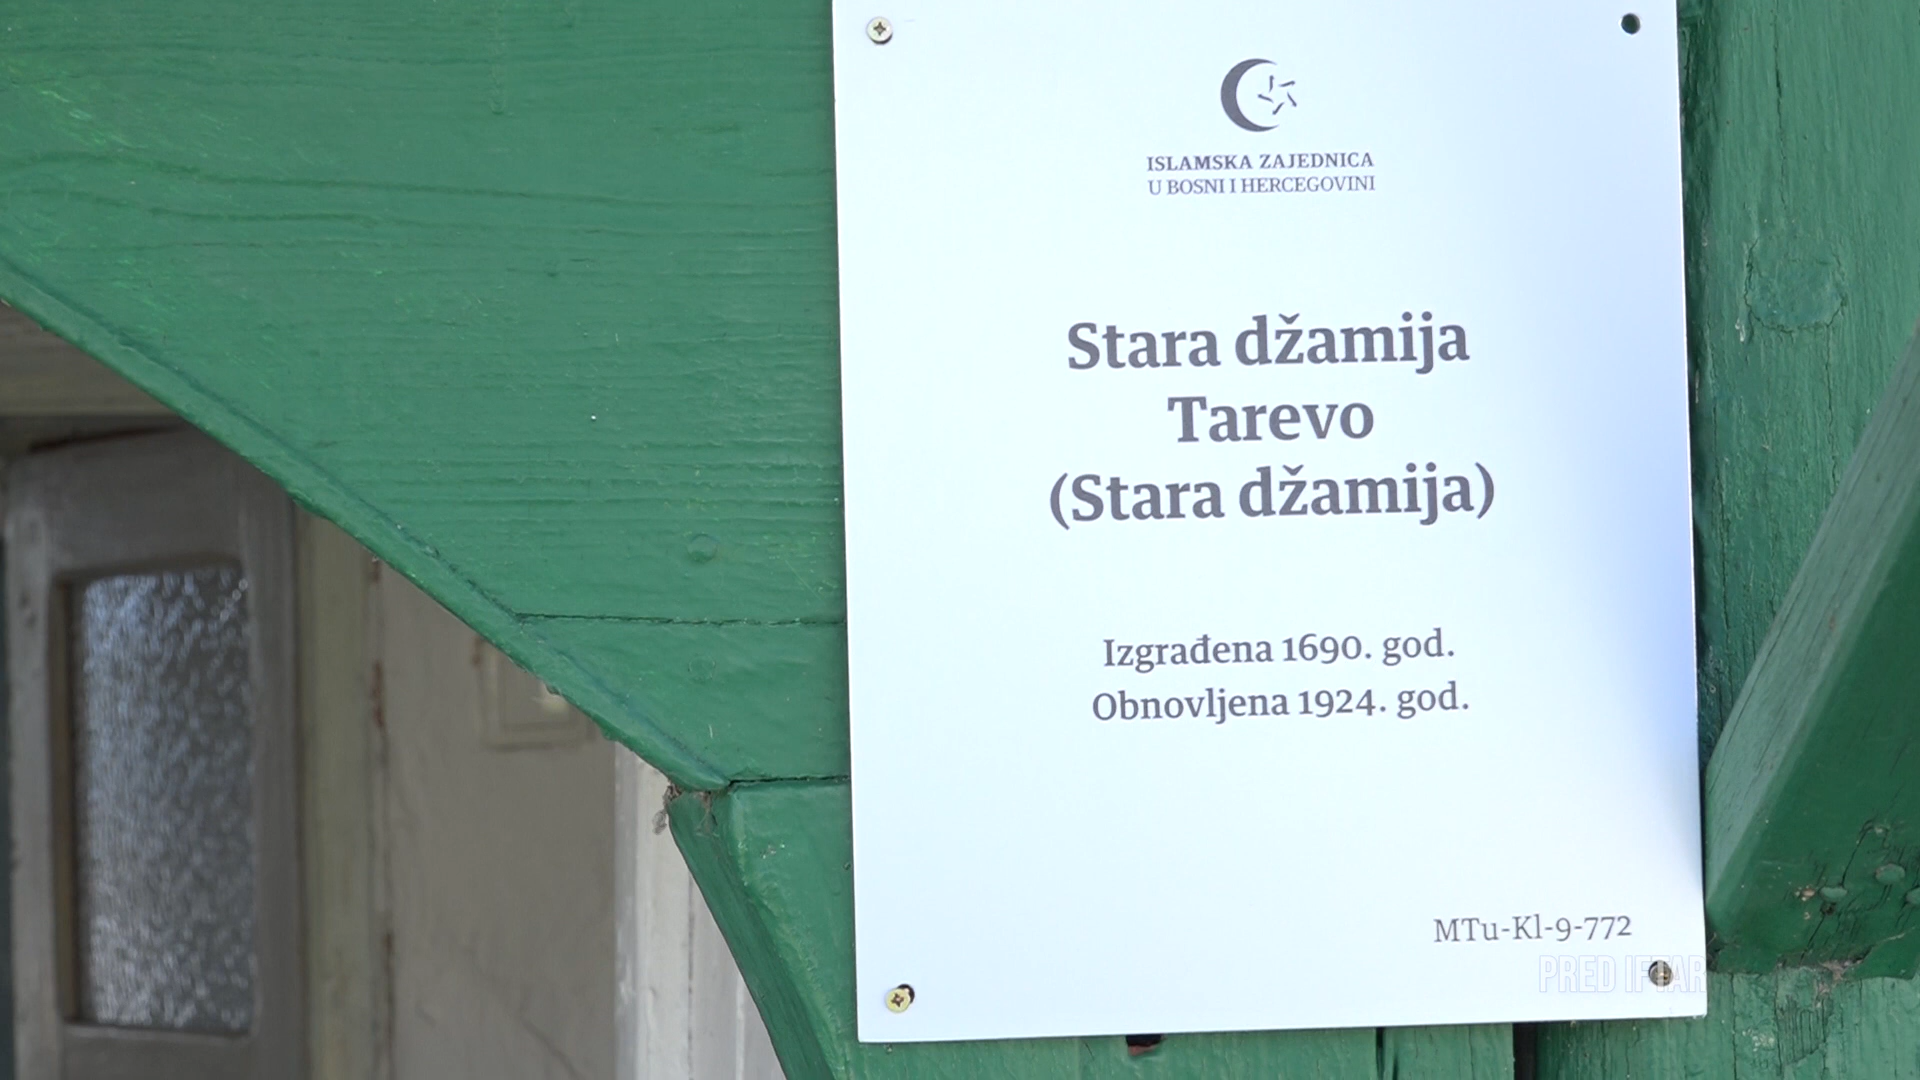 ISLAMSKA ZAJEDNICA
U BOSNI I HERCEGOVINI
Stara džamija
Tarevo
(Stara džamija)
Izgrađena 1690. god.
Obnovljena 1924. god.
MTu-Kl-9-772
PRED IFTAR